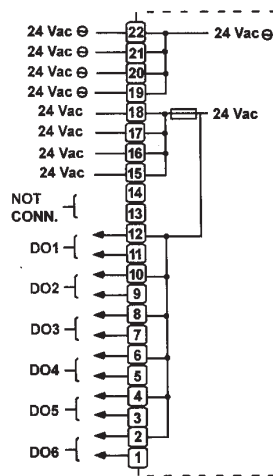 24 Vac ⊖ 22 24 Vac ⊖
24 Vac ⊖ 21
24 Vac ⊖ 20
24 Vac ⊖ 19
24 Vac 18 24 Vac
24 Vac 17
24 Vac 16
24 Vac 15
NOT CONN. 14
13
DO1 12
11
DO2 10
9
DO3 8
7
DO4 6
5
DO5 4
3
DO6 2
1